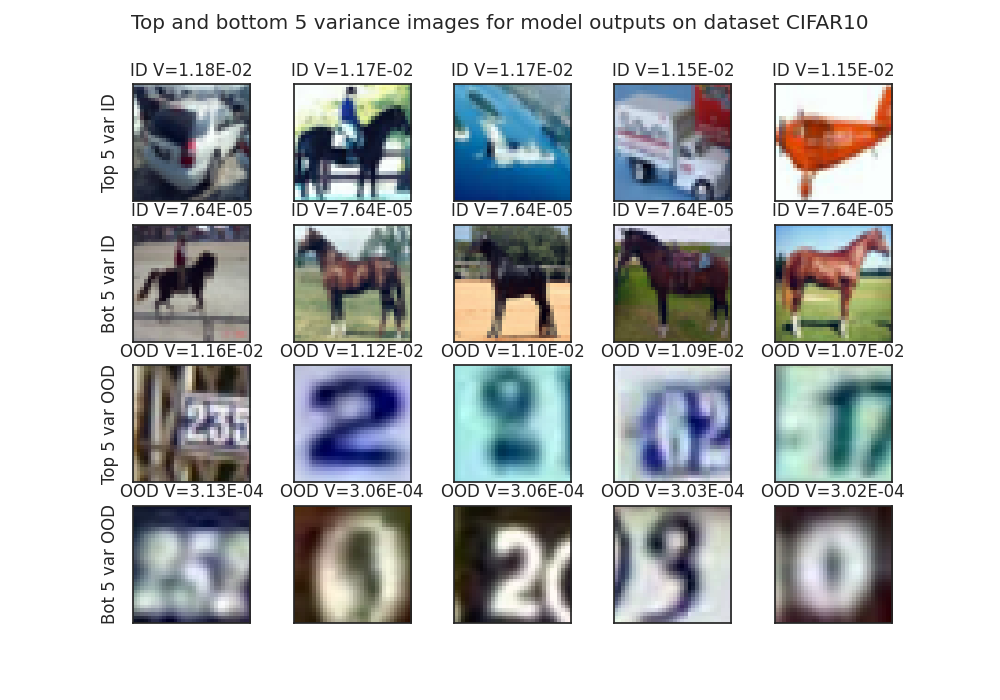 Top and bottom 5 variance images for model outputs on dataset CIFAR10
ID V=1.18E-02 ID V=1.17E-02 ID V=1.17E-02 ID V=1.15E-02 ID V=1.15E-02
Top 5 var ID
ID V=7.64E-05 ID V=7.64E-05 ID V=7.64E-05 ID V=7.64E-05 ID V=7.64E-05
Bot 5 var ID
OOD V=1.16E-02 OOD V=1.12E-02 OOD V=1.10E-02 OOD V=1.09E-02 OOD V=1.07E-02
Top 5 var OOD
235 2 17
OOD V=3.13E-04 OOD V=3.06E-04 OOD V=3.06E-04 OOD V=3.03E-04 OOD V=3.02E-04
Bot 5 var OOD
2 3 0